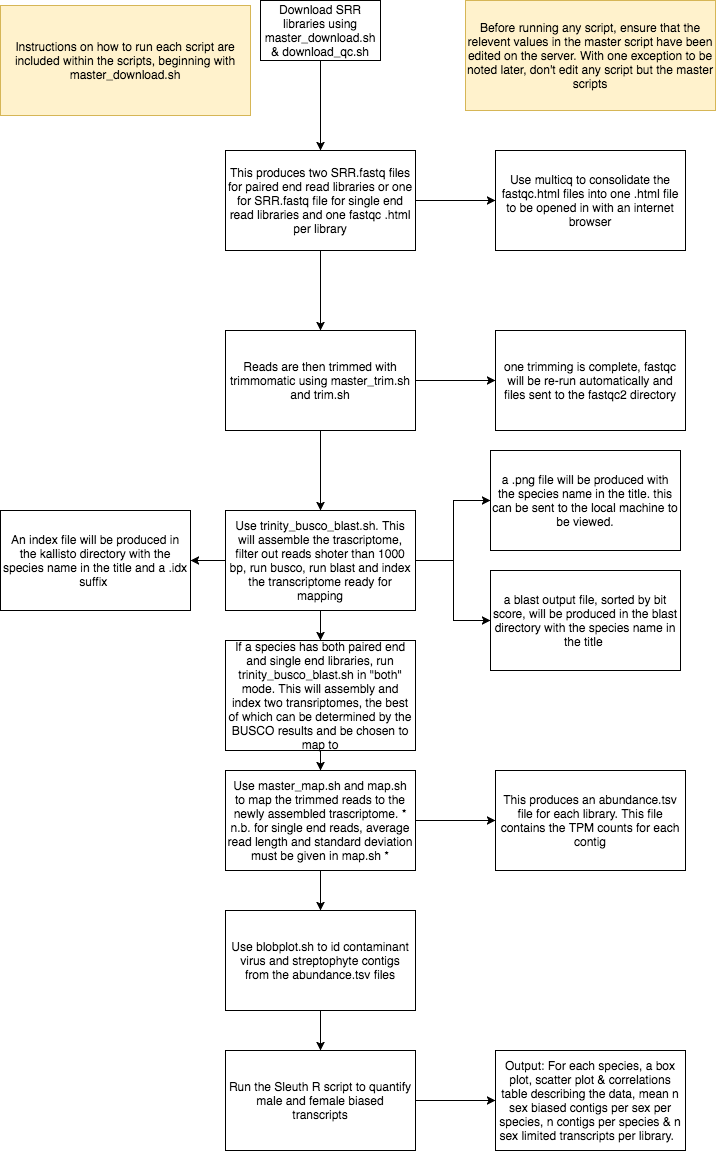 Download SRR
libraries using
master_download.sh
& download_qc.sh
Instructions on how to run each script are
included within the scripts, beginning with
master_download.sh
Before running any script, ensure that the
relevent values in the master script have been
edited on the server. With one exception to be
noted later, don't edit any script but the master
scripts
This produces two SRR.fastq files
for paired end read libraries or one
for SRR.fastq file for single end
read libraries and one fastqc .html
per library
Use multicq to consolidate the
fastqc.html files into one .html file
to be opened in with an internet
browser
Reads are then trimmed with
trimmomatic using master_trim.sh
and trim.sh
one trimming is complete, fastqc
will be re-run automatically and
files sent to the fastqc2 directory
a .png file will be produced with
the species name in the title. this
can be sent to the local machine to
be viewed.
An index file will be produced in
the kallisto directory with the
species name in the title and a .idx
suffix
Use trinity_busco_blast.sh. This
will assemble the trascriptome,
filter out reads shoter than 1000
bp, run busco, run blast and index
the transcriptome ready for
mapping
a blast output file, sorted by bit
score, will be produced in the blast
directory with the species name in
the title
If a species has both paired end
and single end libraries, run
trinity_busco_blast.sh in "both"
mode. This will assembly and
index two transriptomes, the best
of which can be determined by the
BUSCO results and be chosen to
map to
Use master_map.sh and map.sh
to map the trimmed reads to the
newly assembled trascriptome. *
n.b. for single end reads, average
read length and standard deviation
must be given in map.sh *
This produces an abundance.tsv
file for each library. This file
contains the TPM counts for each
contig
Use blobplot.sh to id contaminant
virus and streptophyte contigs
from the abundance.tsv files
Run the Sleuth R script to quantify
male and female biased
transcripts
Output: For each species, a box
plot, scatter plot & correlations
table describing the data, mean n
sex biased contigs per sex per
species, n contigs per species & n
sex limited transcripts per library.